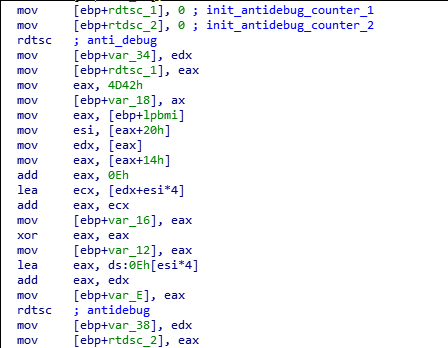 mov [ebp+rdtsc_1], 0 ; init_antidebug_counter_1
mov [ebp+rtdsc_2], 0 ; init_antidebug_counter_2
rdtsc ; anti_debug
mov [ebp+var_34], edx
mov [ebp+rdtsc_1], eax
mov eax, 4D42h
mov [ebp+var_18], ax
mov eax, [ebp+lpbmi]
mov esi, [eax+20h]
mov edx, [eax]
mov eax, [eax+14h]
add eax, 0Eh
lea ecx, [edx+esi*4]
add eax, ecx
mov [ebp+var_16], eax
xor eax, eax
mov [ebp+var_12], eax
lea eax, ds:0Eh[esi*4]
add eax, edx
mov [ebp+var_E], eax
rdtsc ; antidebug
mov [ebp+var_38], edx
mov [ebp+rtdsc_2], eax